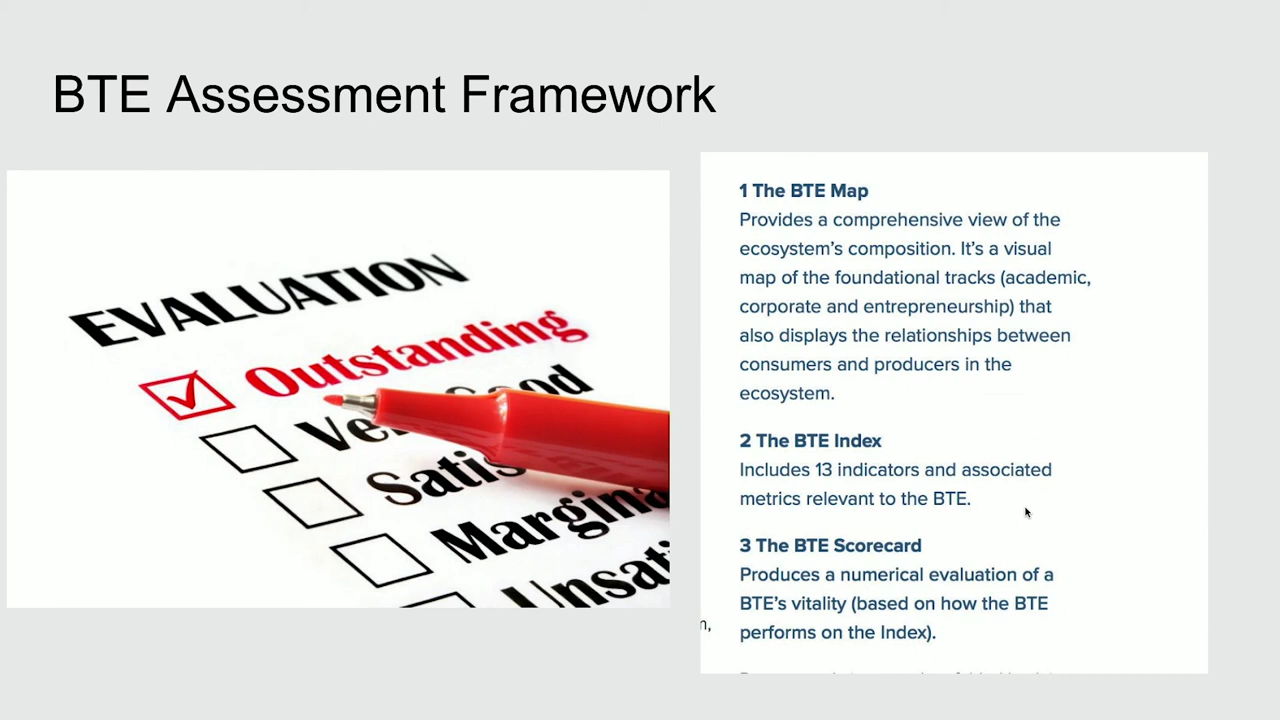 BTE Assessment Framework
EVALUATION
Outstanding
Good
1 The BTE Map
Provides a comprehensive view of the
ecosystem's composition. It's a visual
map of the foundational tracks (academic,
corporate and entrepreneurship) that
also displays the relationships between
consumers and producers in the
ecosystem.
2 The BTE Index
Includes 13 indicators and associated
metrics relevant to the BTE.
3 The BTE Scorecard
Produces a numerical evaluation of a
BTE's vitality (based on how the BTE
performs on the Index).